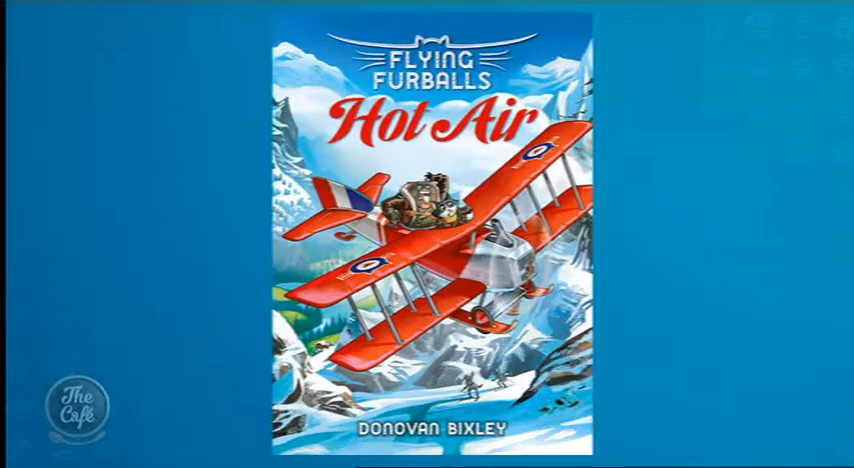 FLYING
FURBALLS
Hot Air
DONOVAN BIXLEY
The
Café